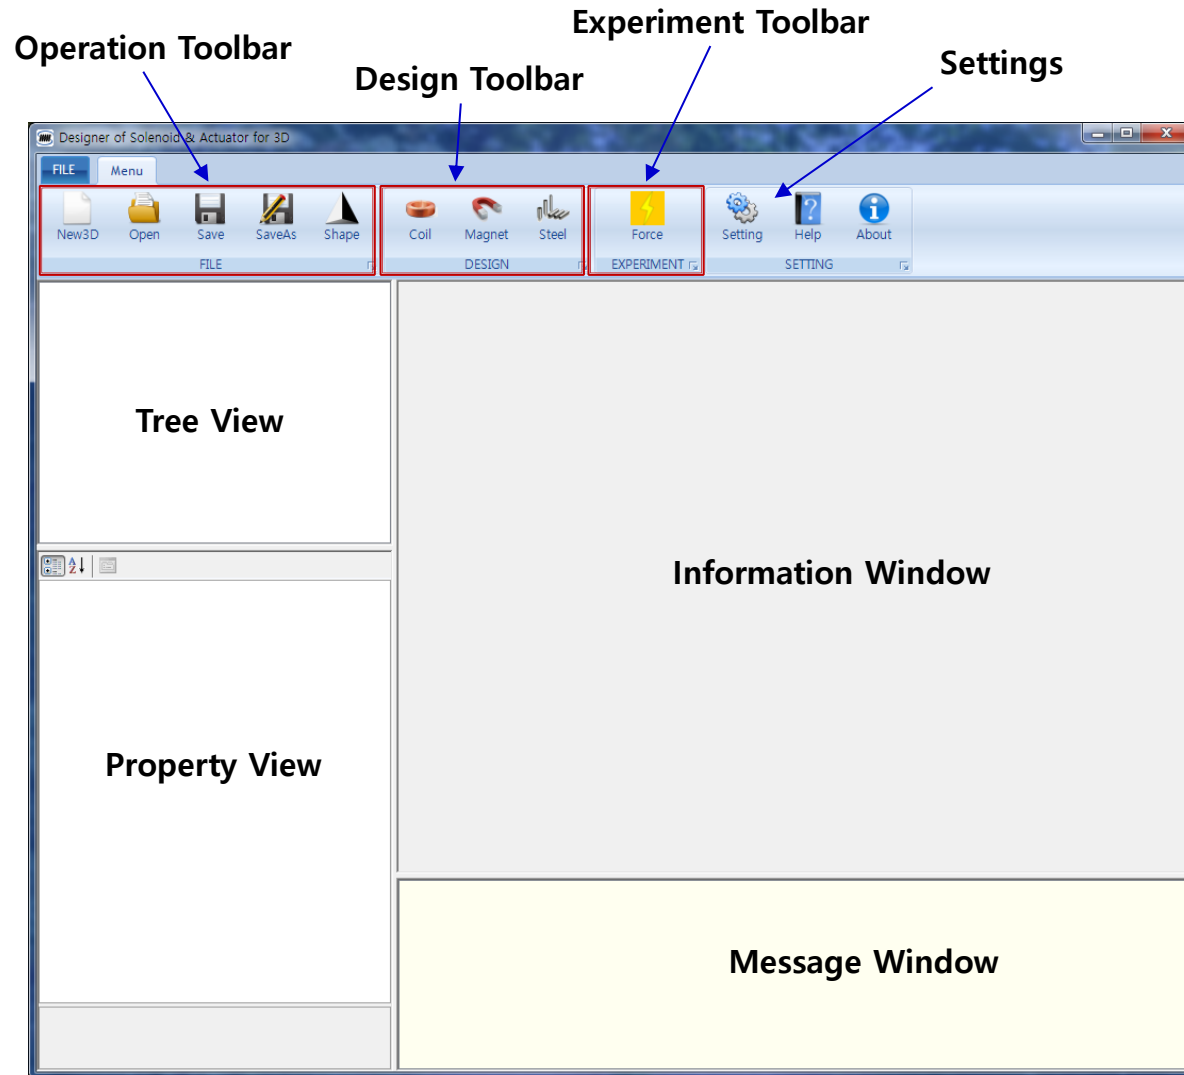 Experiment Toolbar
Operation Toolbar
Settings
Design Toolbar
Designer of Solenoid & Actuator for 3D
FILE Menu
New3D Open Save SaveAs Shape Coil Magnet Steel Force Setting Help About
FILE DESIGN EXPERIMENT SETTING
Tree View
Information Window
Property View
Message Window